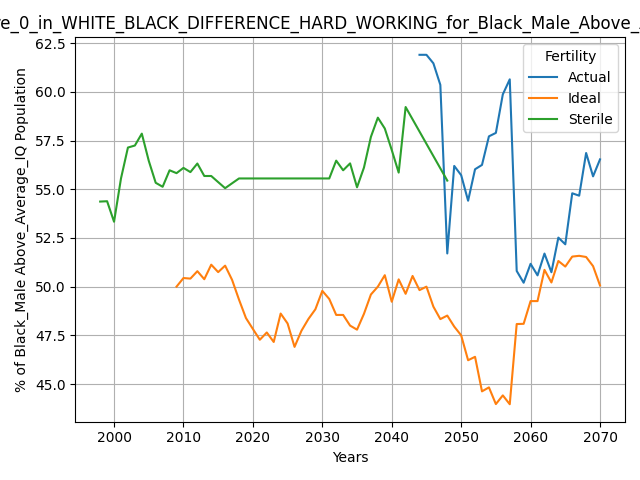 e_0_in_WHITE_BLACK_DIFFERENCE_HARD_WORKING_for_Black_Male_Above_
Fertility
Actual
Ideal
Sterile
% of Black_Male Above_Average_IQ Population
62.5
60.0
57.5
55.0
52.5
50.0
47.5
45.0
2000 2010 2020 2030 2040 2050 2060 2070
Years